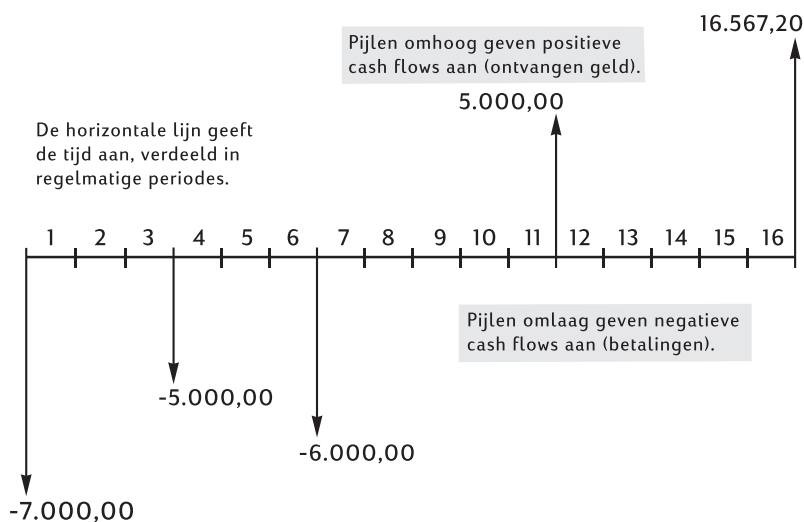 16.567,20
Pijlen omhoog geven positieve
cash flows aan (ontvangen geld).
5.000,00
De horizontale lijn geeft
de tijd aan, verdeeld in
regelmatige periodes.
1 2 3 4 5 6 7 8 9 10 11 12 13 14 15 16
Pijlen omlaag geven negatieve
cash flows aan (betalingen).
-5.000,00
-6.000,00
-7.000,00